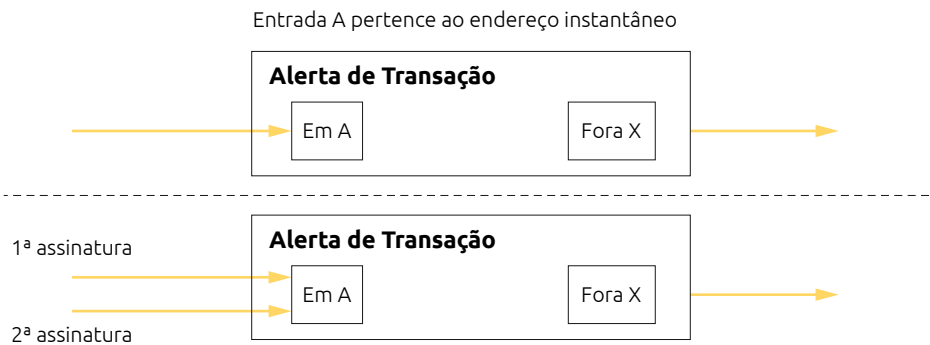 Entrada A pertence ao endereço instantâneo
Alerta de Transação
Em A
Fora X
1ª assinatura
Alerta de Transação
Em A
Fora X
2ª assinatura